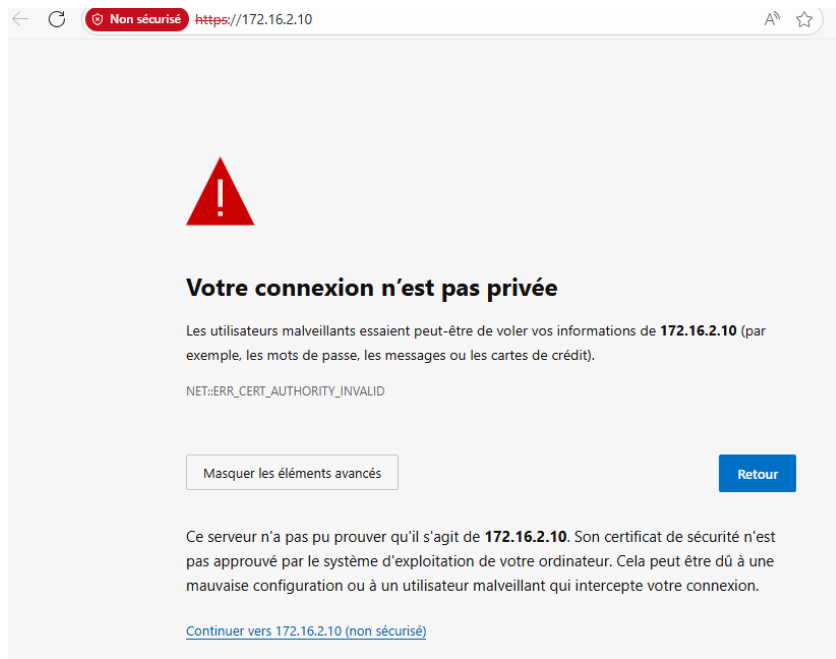 Non sécurisé https://172.16.2.10 A
!
Votre connexion n'est pas privée
Les utilisateurs malveillants essaient peut-être de voler vos informations de 172.16.2.10 (par
exemple, les mots de passe, les messages ou les cartes de crédit).
NET::ERR_CERT_AUTHORITY_INVALID
Masquer les éléments avancés Retour
Ce serveur n'a pas pu prouver qu'il s'agit de 172.16.2.10. Son certificat de sécurité n'est
pas approuvé par le système d'exploitation de votre ordinateur. Cela peut être dû à une
mauvaise configuration ou à un utilisateur malveillant qui intercepte votre connexion.
Continuer vers 172.16.2.10 (non sécurisé)